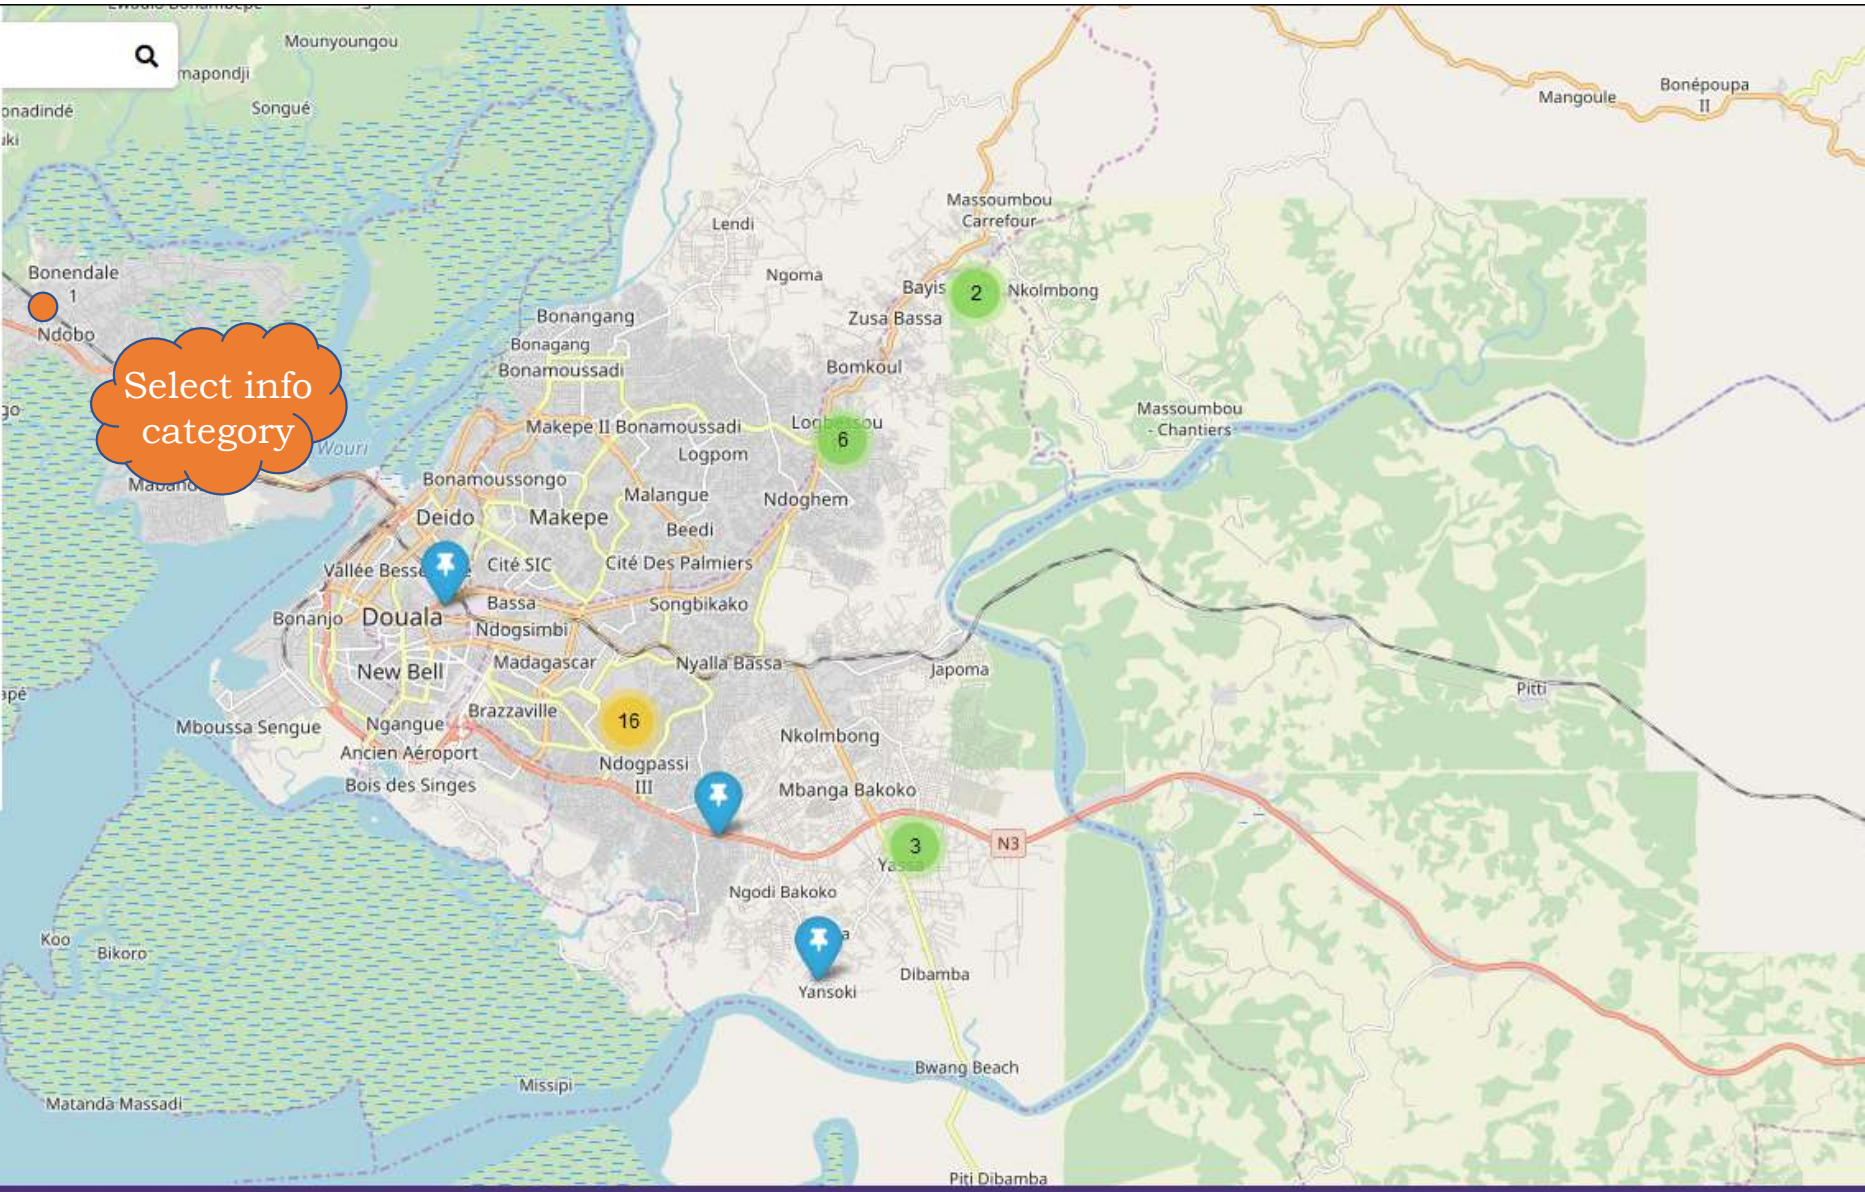 Mounyoungou
mapondji
onadindé
Songué
uki
Mangoule
Bonépoupa
II
Massoumbou
Carrefour
Lendi
Ngoma
Bonendale
1
Ndobo
Bayis
2
Nkolmbong
Zusa Bassa
Bonangang
Bonagang
Bonamoussadi
Bomkoul
Select info
category
go
Wouri
Massoumbou
- Chantiers
Makepe II
Bonamoussadi
6
Logpom
Bonamoussongo
Malangue
Ndoghem
Deido
Makepe
Beedi
Cité SIC
Cité Des Palmiers
Bassa
Songbikako
Bonanjo
Douala
Ndogsimbi
New Bell
Madagascar
Nyalla Bassa
Japoma
apé
Pitti
Mboussa Sengue
Ngangue
Brazzaville
16
Nkolmbong
Ancien Aéroport
Ndogpassi
III
Bois des Singes
Mbanga Bakoko
3
N3
Ngodi Bakoko
Koo
Bikoro
a
Dibamba
Yansoki
Bwang Beach
Missipi
Matanda Massadi
Piti Dibamba